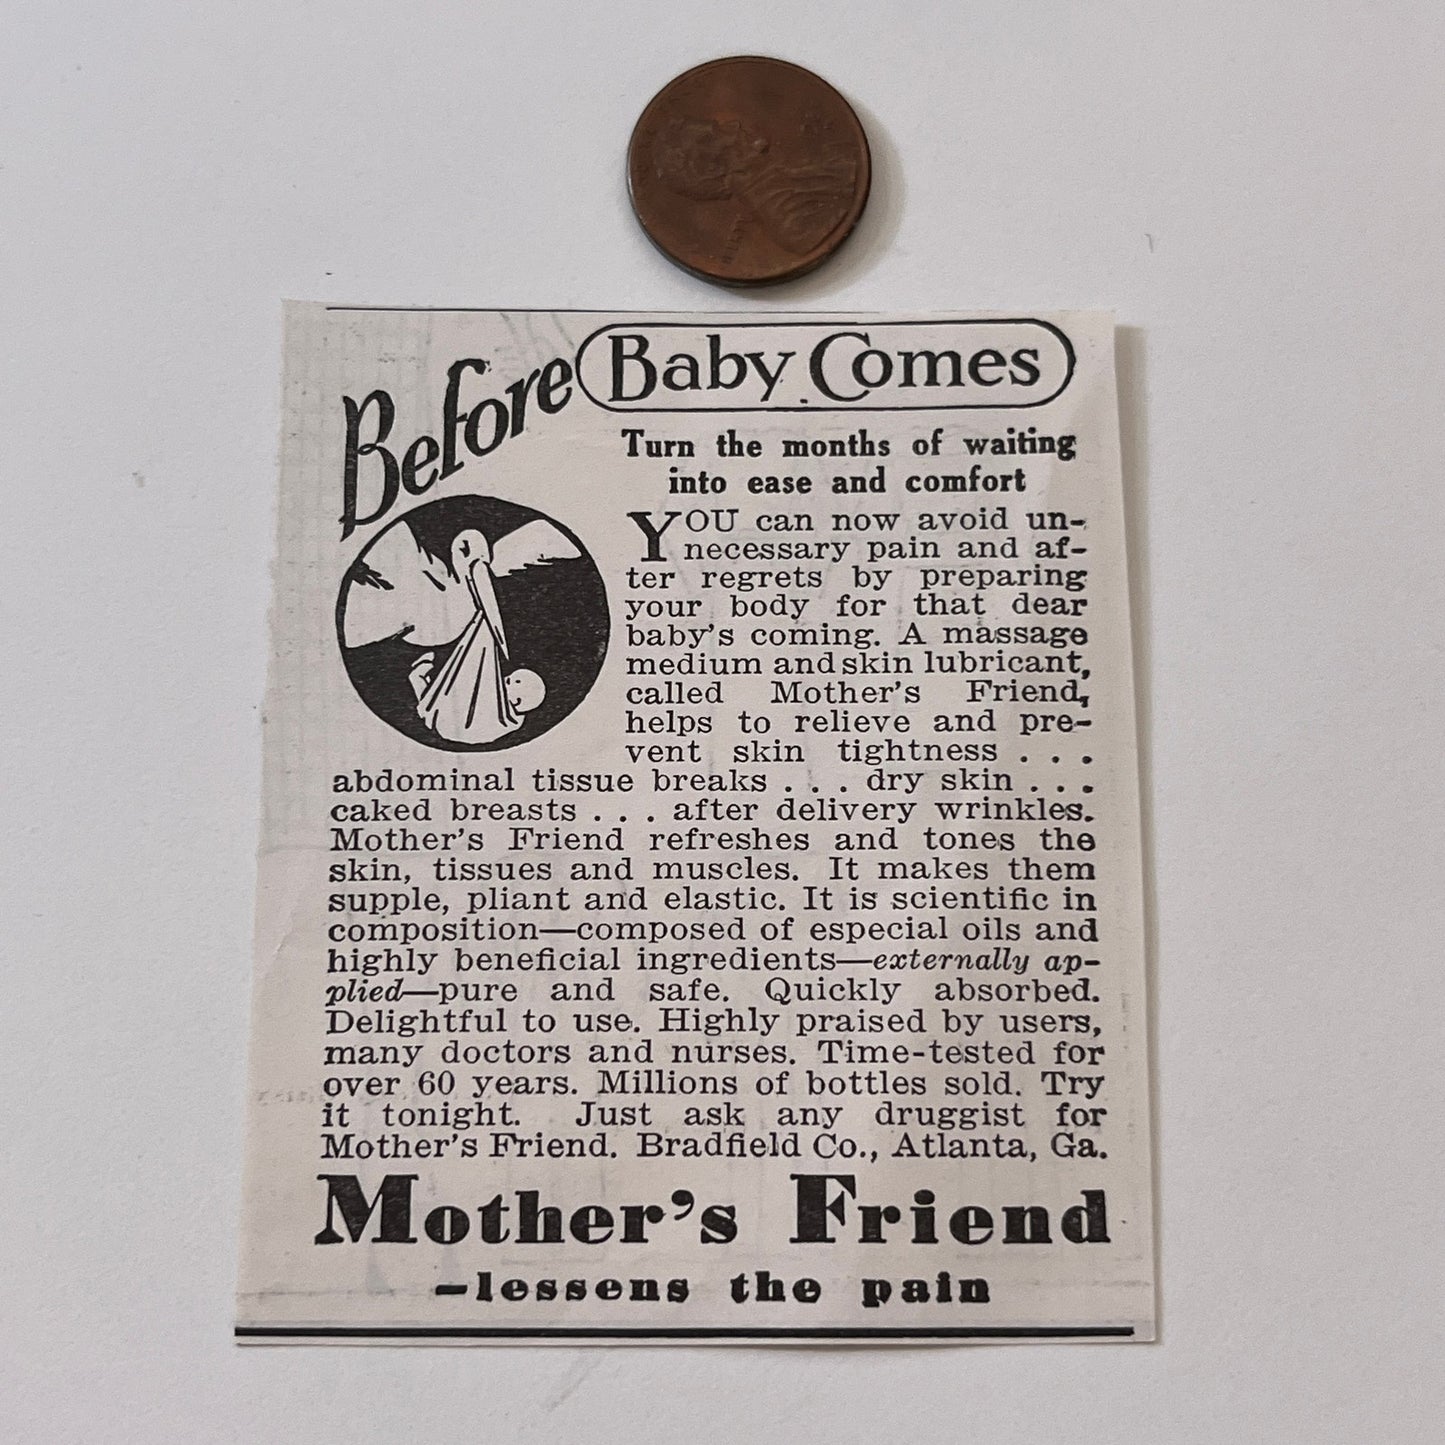 Before Baby Comes
Turn the months of waiting
into ease and comfort
YOU can now avoid un-
necessary pain and af-
ter regrets by preparing
your body for that dear
baby's coming. A massage
medium and skin lubricant,
called Mother's Friend,
helps to relieve and pre-
vent skin tightness . . .
abdominal tissue breaks . . . dry skin . . .
caked breasts . . . after delivery wrinkles.
Mother's Friend refreshes and tones the
skin, tissues and muscles. It makes them
supple, pliant and elastic. It is scientific in
composition—composed of especial oils and
highly beneficial ingredients—externally ap-
plied—pure and safe. Quickly absorbed.
Delightful to use. Highly praised by users,
many doctors and nurses. Time-tested for
over 60 years. Millions of bottles sold. Try
it tonight. Just ask any druggist for
Mother's Friend. Bradfield Co., Atlanta, Ga.
Mother's Friend
—lessens the pain